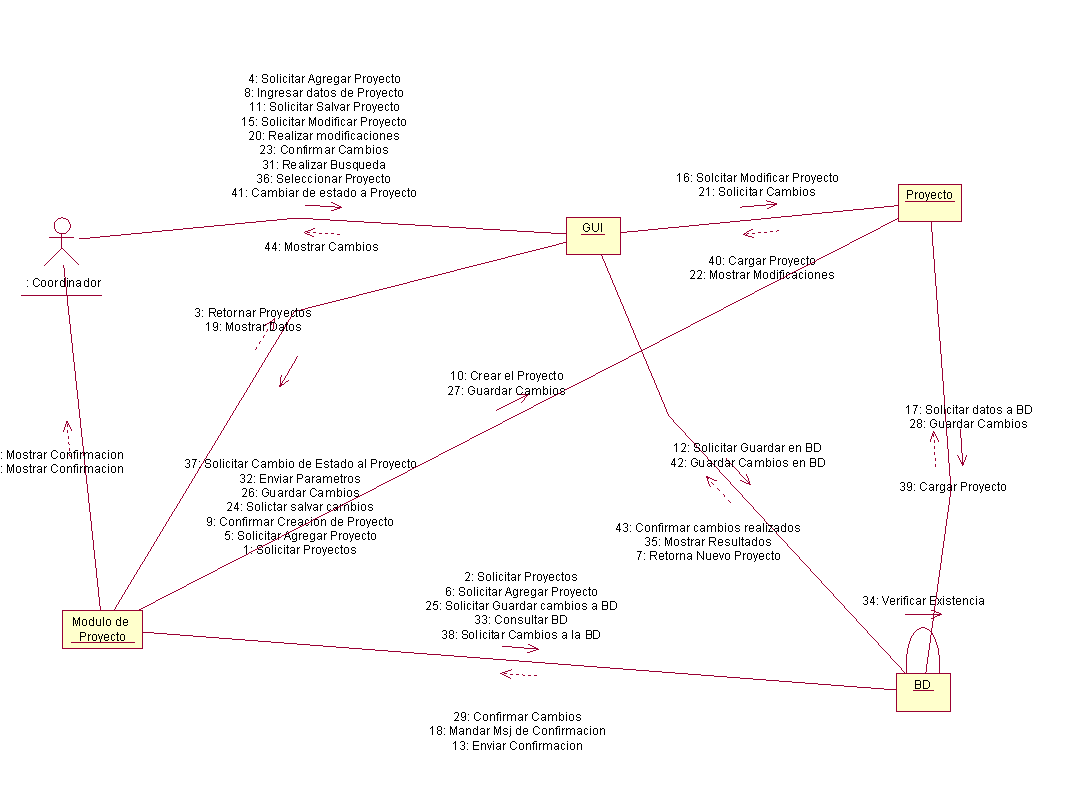 4: Solicitar Agregar Proyecto
8: Ingresar datos de Proyecto
11: Solicitar Salvar Proyecto
15: Solicitar Modificar Proyecto
20: Realizar modificaciones
23: Confirmar Cambios
31: Realizar Busqueda
36: Seleccionar Proyecto
41: Cambiar de estado a Proyecto
44: Mostrar Cambios
16: Solcitar Modificar Proyecto
21: Solicitar Cambios
Proyecto
GUI
40: Cargar Proyecto
22: Mostrar Modificaciones
: Coordinador
3: Retornar Proyectos
19: Mostrar Datos
10: Crear el Proyecto
27: Guardar Cambios
17: Solicitar datos a BD
28: Guardar Cambios
: Mostrar Confirmacion
: Mostrar Confirmacion
37: Solicitar Cambio de Estado al Proyecto
32: Enviar Parametros
26: Guardar Cambios
24: Solictar salvar cambios
9: Confirmar Creacion de Proyecto
5: Solicitar Agregar Proyecto
1: Solicitar Proyectos
12: Solicitar Guardar en BD
42: Guardar Cambios en BD
39: Cargar Proyecto
43: Confirmar cambios realizados
35: Mostrar Resultados
7: Retorna Nuevo Proyecto
2: Solicitar Proyectos
6: Solicitar Agregar Proyecto
25: Solicitar Guardar cambios a BD
33: Consultar BD
38: Solicitar Cambios a la BD
34: Verificar Existencia
Modulo de
Proyecto
BD
29: Confirmar Cambios
18: Mandar Msj de Confirmacion
13: Enviar Confirmacion